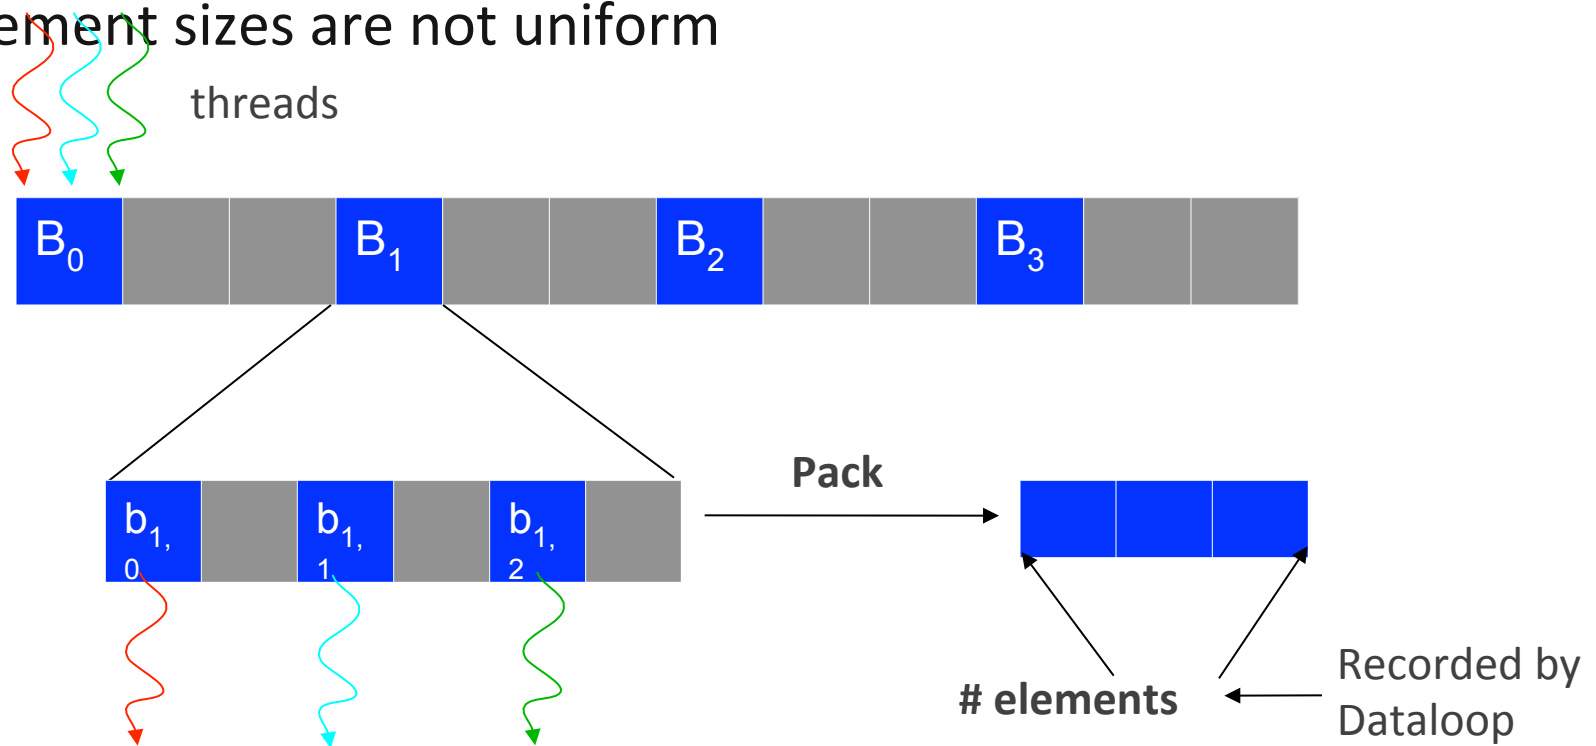 ement sizes are not uniform
threads
B0 B1 B2 B3
b1,0 b1,1 b1,2
Pack
# elements
Recorded by
Dataloop